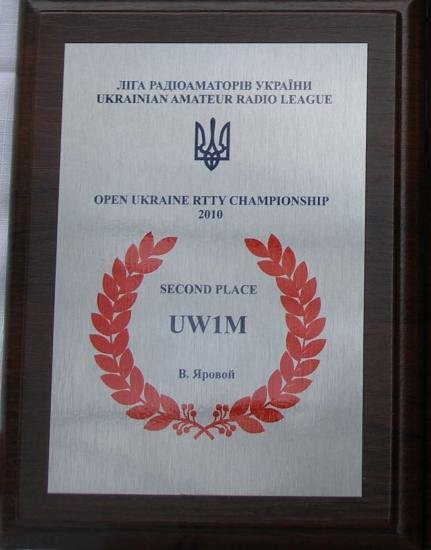 ЛІГА РАДІОАМАТОРІВ УКРАЇНИ
UKRAINIAN AMATEUR RADIO LEAGUE
OPEN UKRAINE RTTY CHAMPIONSHIP
2010
SECOND PLACE
UW1M
В. Яровой